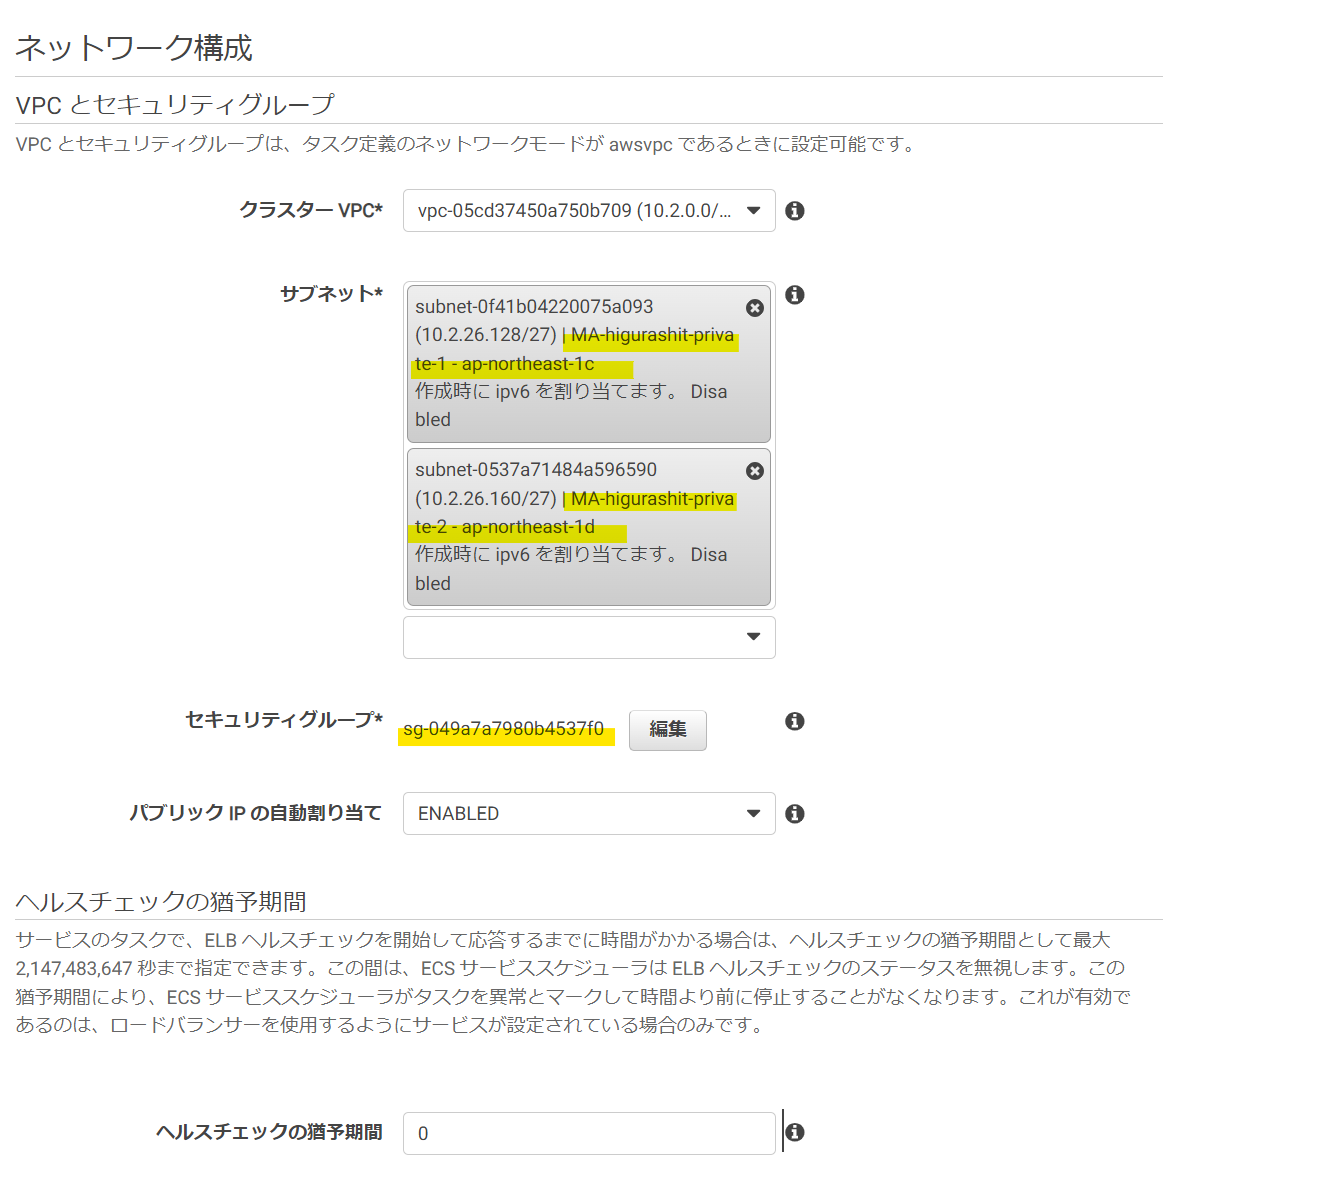 ネットワーク構成
VPC とセキュリティグループ
VPC とセキュリティグループは、タスク定義のネットワークモードが awsvpc であるときに設定可能です。
クラスター VPC*
vpc-05cd37450a750b709 (10.2.0.0/...
サブネット*
subnet-0f41b04220075a093
(10.2.26.128/27) | MA-higurashit-priva
te-1 - ap-northeast-1c
作成時に ipv6 を割り当てます。 Disa
bled
subnet-0537a71484a596590
(10.2.26.160/27) | MA-higurashit-priva
te-2 - ap-northeast-1d
作成時に ipv6 を割り当てます。 Disa
bled
セキュリティグループ*
sg-049a7a7980b4537f0
編集
パブリック IP の自動割り当て
ENABLED
ヘルスチェックの猶予期間
サービスのタスクで、ELB ヘルスチェックを開始して応答するまでに時間がかかる場合は、ヘルスチェックの猶予期間として最大
2,147,483,647 秒まで指定できます。この間は、ECS サービススケジューラは ELB ヘルスチェックのステータスを無視します。この
猶予期間により、ECS サービススケジューラがタスクを異常とマークして時間より前に停止することがなくなります。これが有効で
あるのは、ロードバランサーを使用するようにサービスが設定されている場合のみです。
ヘルスチェックの猶予期間
0